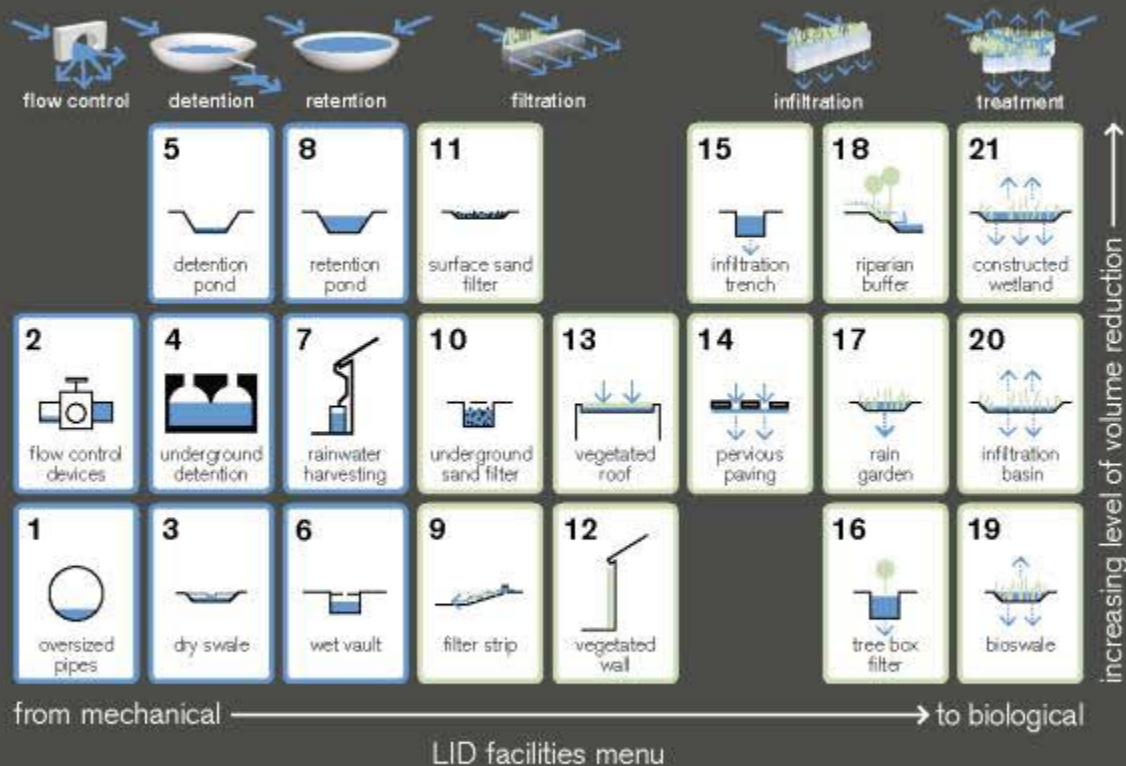 flow control
detention
retention
filtration
infiltration
treatment
5
detention
pond
8
retention
pond
11
surface sand
filter
15
infiltration
trench
18
riparian
buffer
21
constructed
wetland
2
flow control
devices
4
underground
detention
7
rainwater
harvesting
10
underground
sand filter
13
vegetated
roof
14
pervious
paving
17
rain
garden
20
infiltration
basin
1
oversized
pipes
3
dry swale
6
wet vault
9
filter strip
12
vegetated
wall
16
tree box
filter
19
bioswale
increasing level of volume reduction
from mechanical
to biological
LID facilities menu